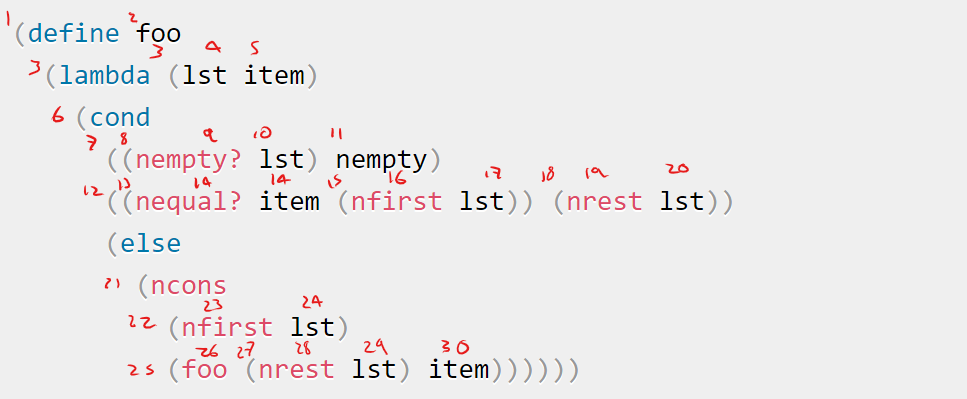 1 2
(define foo
3 4 5
3 (lambda (lst item)
6 (cond
7 8 9 10 11
((nempty? lst) nempty)
12 13 14 14 15 16 17 18 19 20
((nequal? item (nfirst lst)) (nrest lst))
(else
21 (ncons
23 24
22 (nfirst lst)
26 27 28 29 30
25 (foo (nrest lst) item))))))